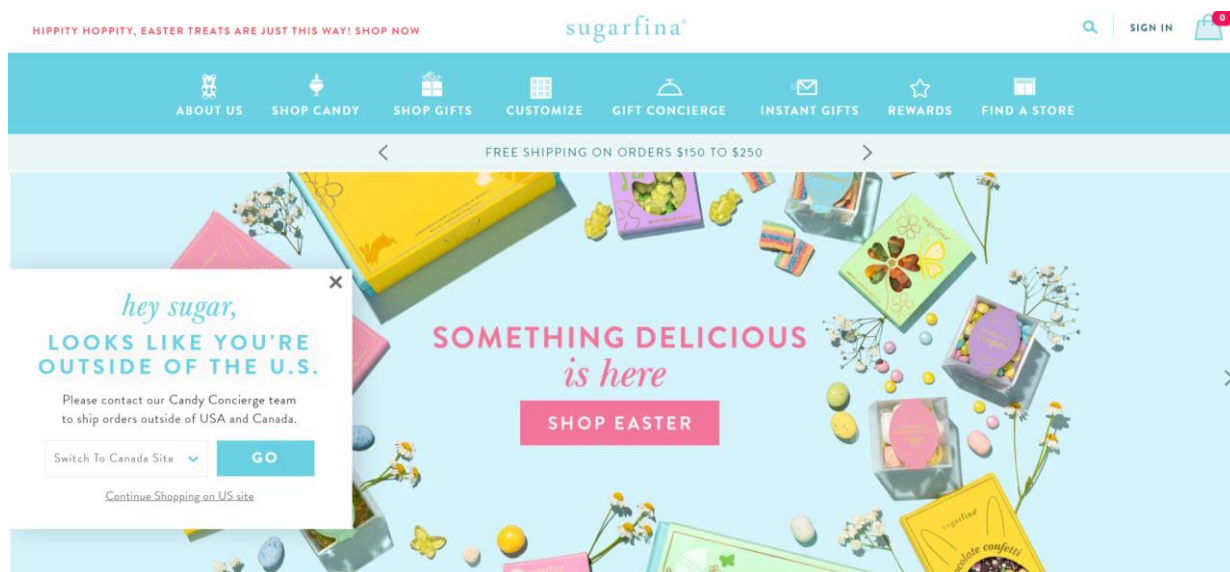 HIPPITY HOPPITY, EASTER TREATS ARE JUST THIS WAY! SHOP NOW
sugarfina®
SIGN IN
0
ABOUT US
SHOP CANDY
SHOP GIFTS
CUSTOMIZE
GIFT CONCIERGE
INSTANT GIFTS
REWARDS
FIND A STORE
FREE SHIPPING ON ORDERS $150 TO $250
hey sugar,
LOOKS LIKE YOU'RE
OUTSIDE OF THE U.S.
Please contact our Candy Concierge team
to ship orders outside of USA and Canada.
Switch To Canada Site
GO
Continue Shopping on US site
SOMETHING DELICIOUS
is here
SHOP EASTER
sugarfina
chocolate confetti